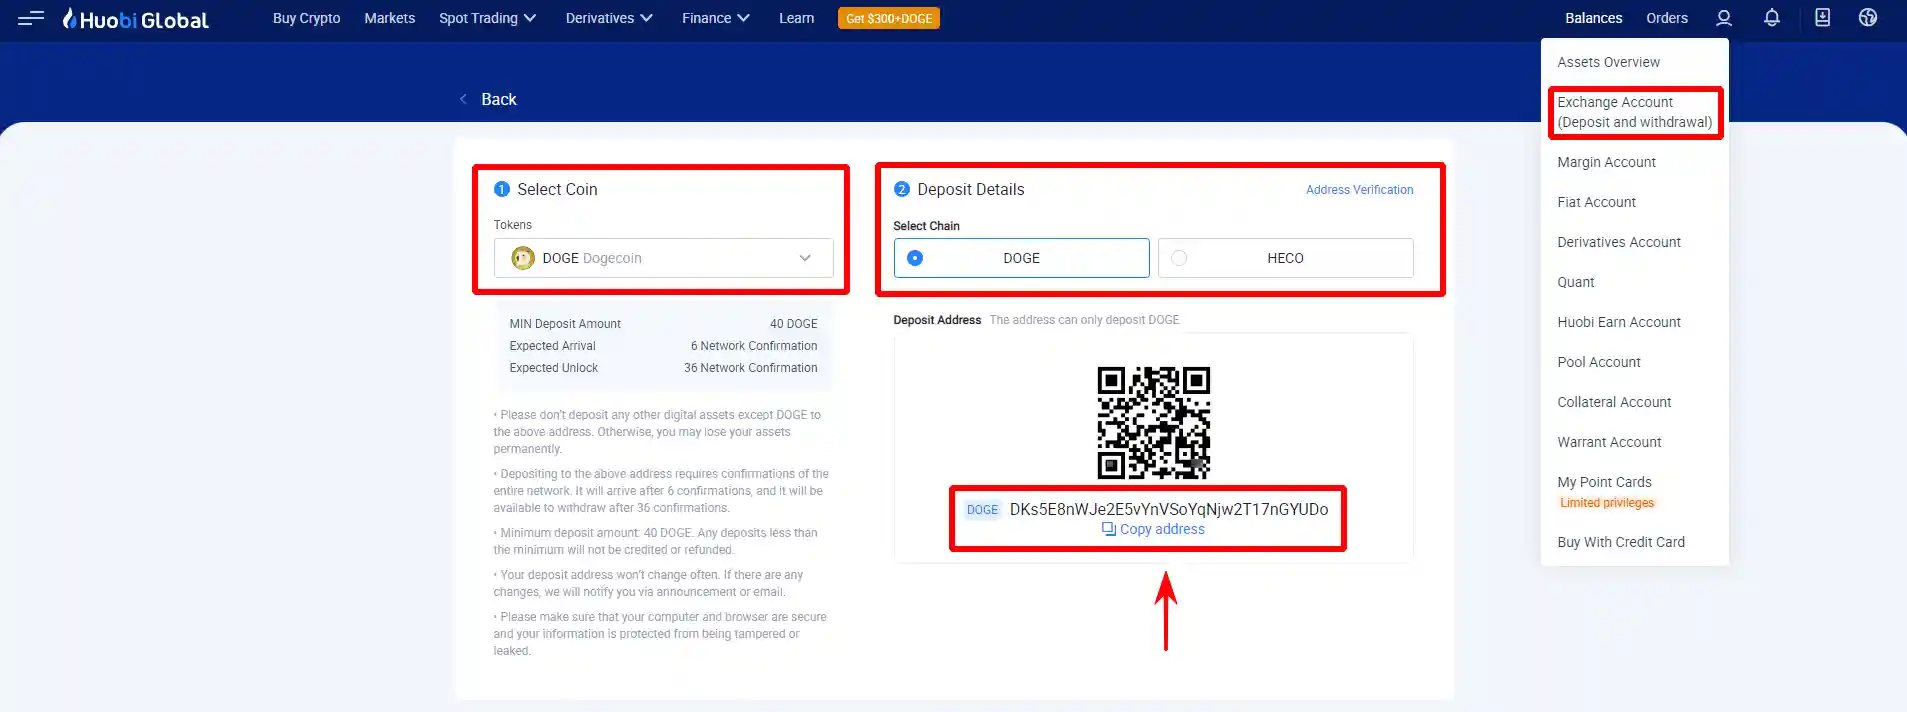 Huobi Global
Buy Crypto
Markets
Spot Trading
Derivatives
Finance
Learn
Get $300+DOGE
Balances
Orders
Back
1 Select Coin
Tokens
DOGE Dogecoin
MIN Deposit Amount 40 DOGE
Expected Arrival 6 Network Confirmation
Expected Unlock 36 Network Confirmation
• Please don't deposit any other digital assets except DOGE to
the above address. Otherwise, you may lose your assets
permanently.
• Depositing to the above address requires confirmations of the
entire network. It will arrive after 6 confirmations, and it will be
available to withdraw after 36 confirmations.
• Minimum deposit amount: 40 DOGE. Any deposits less than
the minimum will not be credited or refunded.
• Your deposit address won't change often. If there are any
changes, we will notify you via announcement or email.
• Please make sure that your computer and browser are secure
and your information is protected from being tampered or
leaked.
2 Deposit Details
Address Verification
Select Chain
DOGE
HECO
Deposit Address The address can only deposit DOGE
DOGE DKs5E8nWJe2E5vYnVSoYqNjw2T17nGYUDo
Copy address
Assets Overview
Exchange Account
(Deposit and withdrawal)
Margin Account
Fiat Account
Derivatives Account
Quant
Huobi Earn Account
Pool Account
Collateral Account
Warrant Account
My Point Cards
Limited privileges
Buy With Credit Card